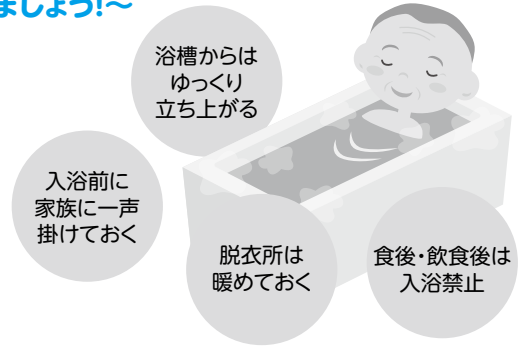 ましょう!～
浴槽からは
ゆっくり
立ち上がる
入浴前に
家族に一声
掛けておく
脱衣所は
暖めておく
食後・飲食後は
入浴禁止